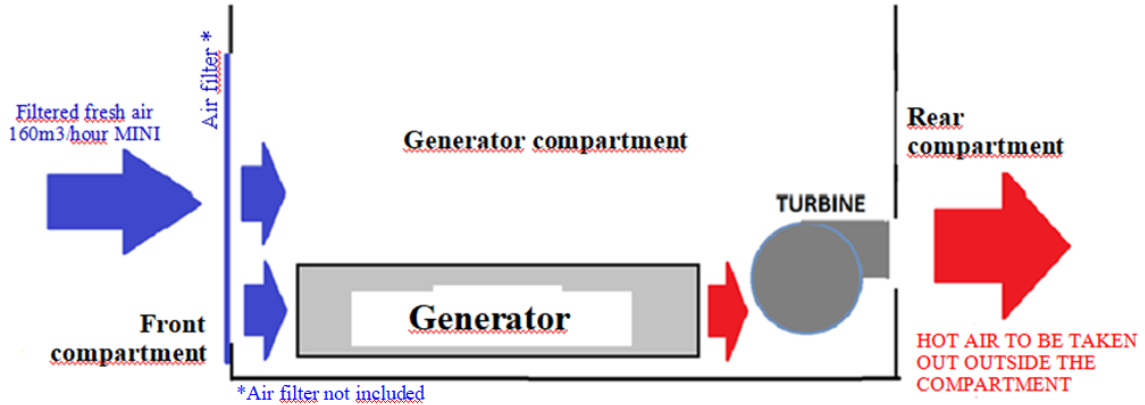 Air filter *
Filtered fresh air
160m3/hour MINI
Generator compartment
Rear
compartment
TURBINE
Generator
Front
compartment
HOT AIR TO BE TAKEN
OUT OUTSIDE THE
COMPARTMENT
*Air filter not included